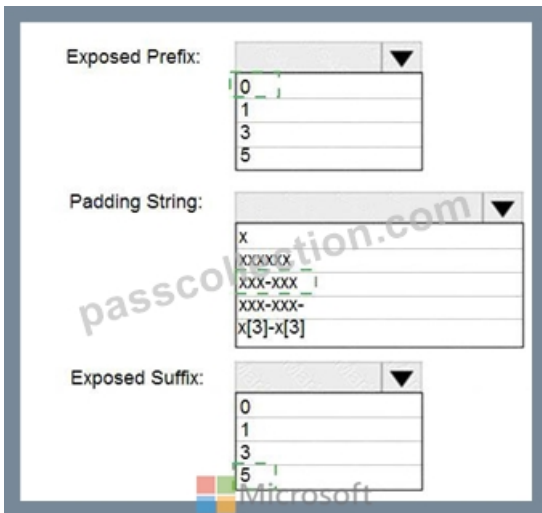 Exposed Prefix:
0
1
3
5
Padding String:
x
xxxxxx
xxx-xxx
xxx-xxx-
x[3]-x[3]
Exposed Suffix:
0
1
3
5
passcollection.com
Microsoft